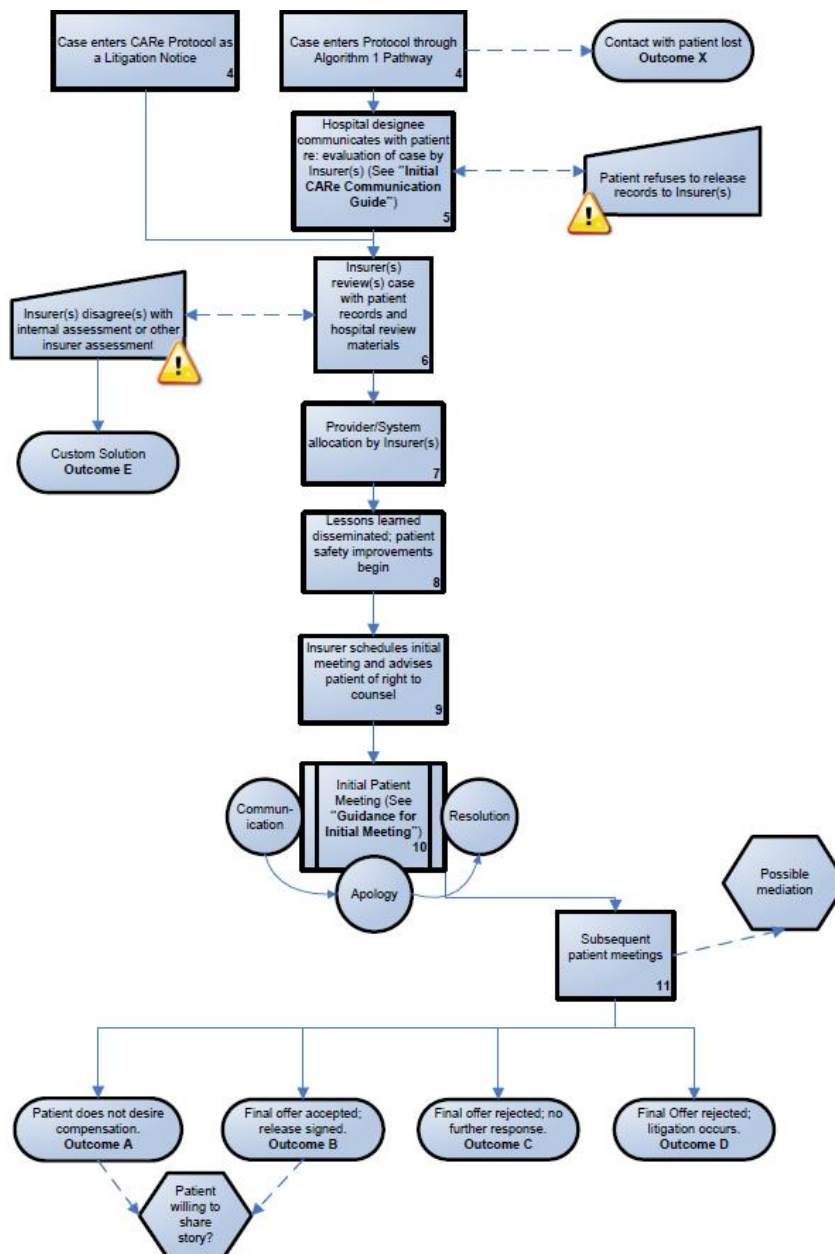 Case enters CARe Protocol as
a Litigation Notice
4
Case enters Protocol through
Algorithm 1 Pathway
4
Contact with patient lost
Outcome X
Hospital designee
communicates with patient
re: evaluation of case by
Insurer(s) (See "Initial
CARe Communication
Guide")
5
Patient refuses to release
records to Insurer(s)
!
Insurer(s)
review(s) case
with patient
records and
hospital review
materials
6
Insurer(s) disagree(s) with
internal assessment or other
insurer assessment
!
Custom Solution
Outcome E
Provider/System
allocation by Insurer(s)
7
Lessons learned
disseminated; patient
safety improvements
begin
8
Insurer schedules initial
meeting and advises
patient of right to
counsel
9
Commun-
ication
Initial Patient
Meeting (See
"Guidance for
Initial Meeting")
10
Resolution
Apology
Possible
mediation
Subsequent
patient meetings
11
Patient does not desire
compensation.
Outcome A
Final offer accepted;
release signed.
Outcome B
Final offer rejected; no
further response.
Outcome C
Final Offer rejected;
litigation occurs.
Outcome D
Patient
willing to
share
story?